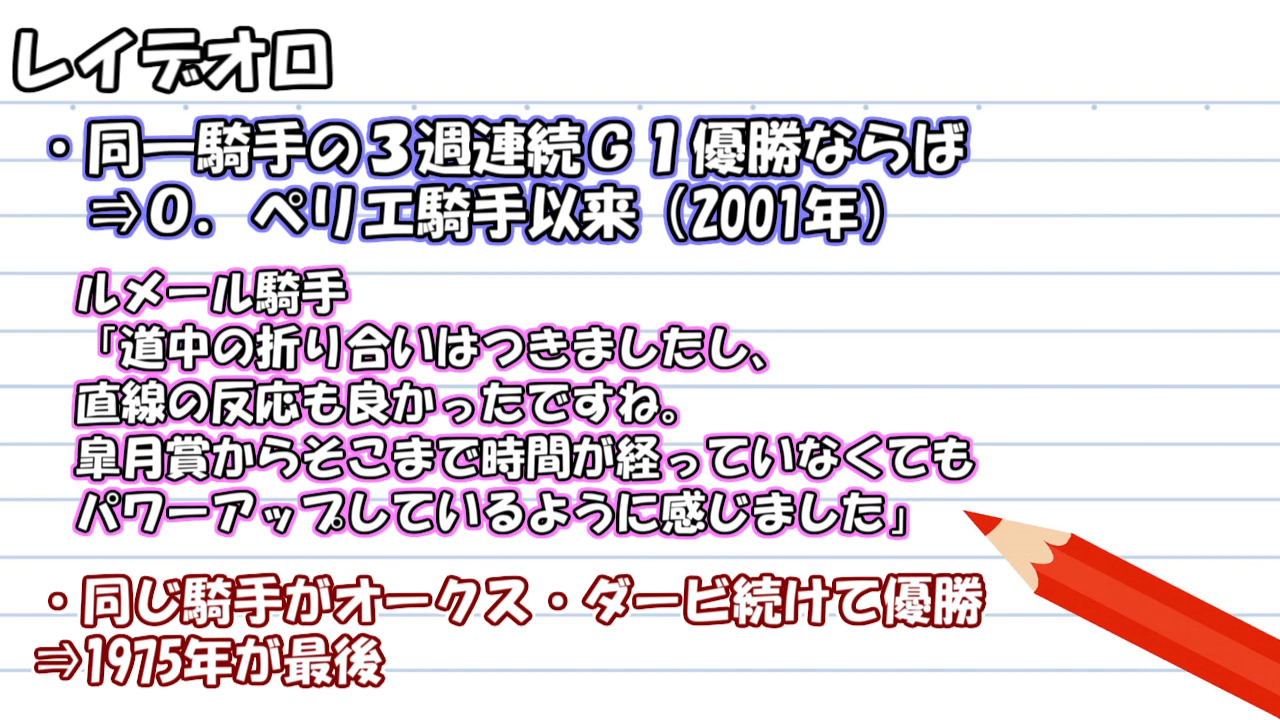 レイデオロ
・同一騎手の３週連続Ｇ１優勝ならば
⇒Ｏ．ペリエ騎手以来（2001年）
ルメール騎手
「道中の折り合いはつきましたし、
直線の反応も良かったですね。
皐月賞からそこまで時間が経っていなくても
パワーアップしているように感じました」
・同じ騎手がオークス・ダービー続けて優勝
⇒1975年が最後